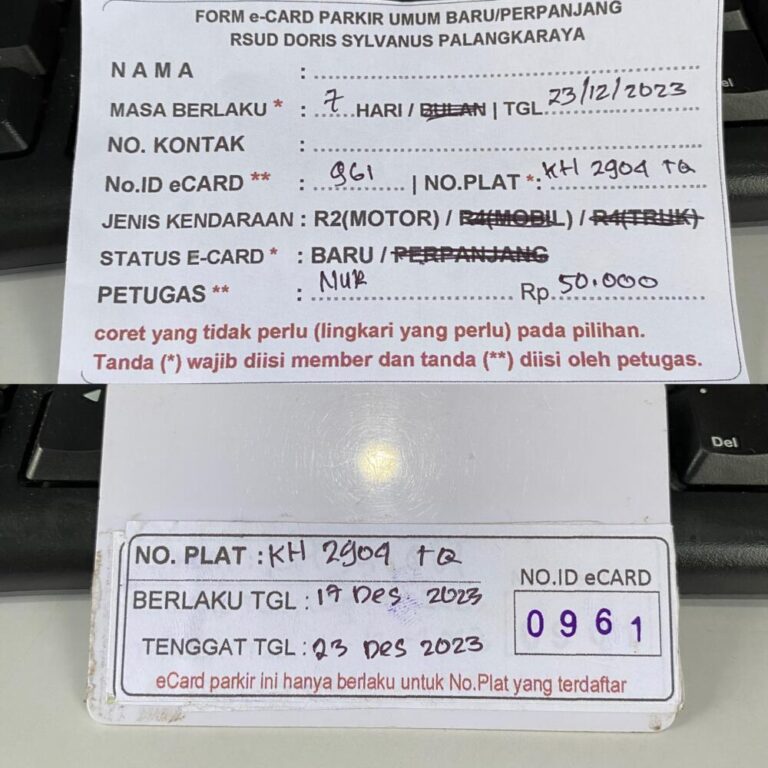 FORM e-CARD PARKIR UMUM BARU/PERPANJANG
RSUD DORIS SYLVANUS PALANGKARAYA
NAMA :
MASA BERLAKU * : 7 HARI / BULAN | TGL 23/12/2023
NO. KONTAK :
No.ID eCARD ** : 961 | NO.PLAT *: KH 2904 TQ
JENIS KENDARAAN : R2(MOTOR) / R4(MOBIL) / R4(TRUK)
STATUS E-CARD * : BARU / PERPANJANG
PETUGAS ** : NUR Rp. 50.000
coret yang tidak perlu (lingkari yang perlu) pada pilihan.
Tanda (*) wajib diisi member dan tanda (**) diisi oleh petugas.
Del
NO. PLAT : KH 2904 TQ
BERLAKU TGL : 17 Des 2023
TENGGAT TGL : 23 Des 2023
NO.ID eCARD
0961
eCard parkir ini hanya berlaku untuk No.Plat yang terdaftar